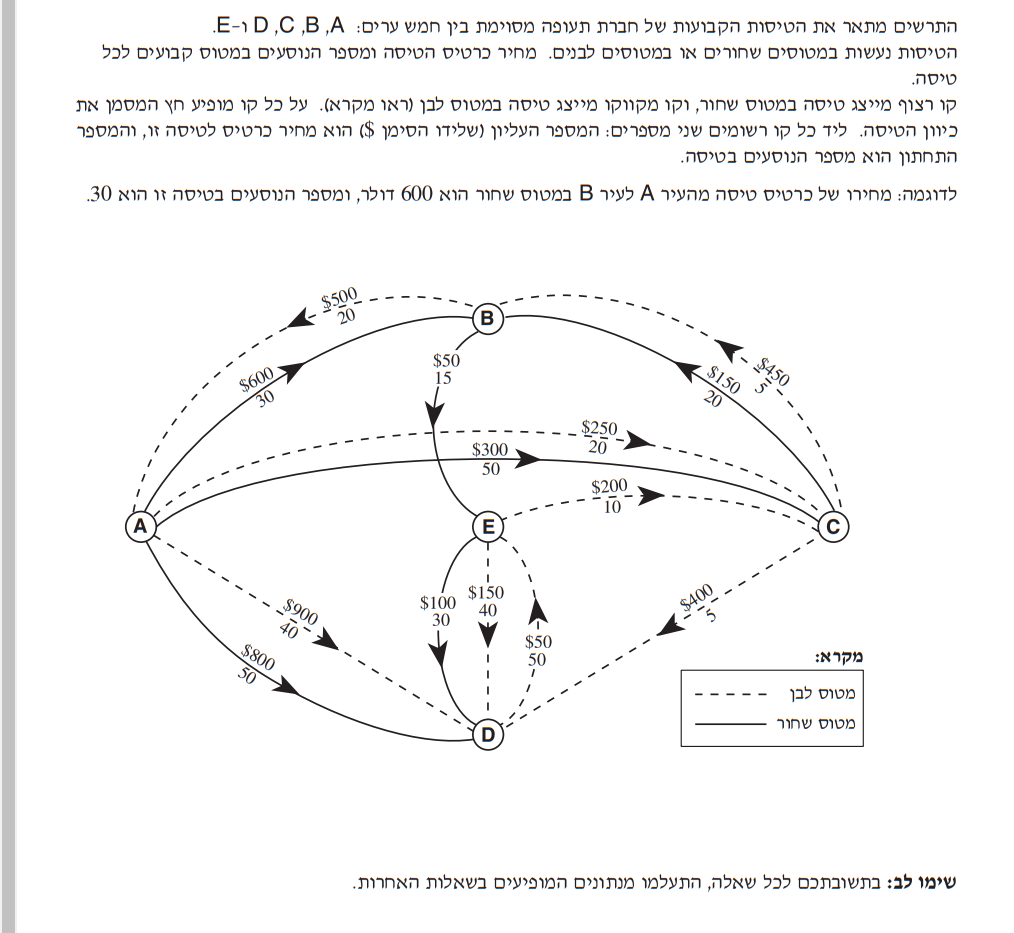 התרשים מתאר את הטיסות הקבועות של חברת תעופה מסוימת בין חמש ערים: A, B, C, D ו-E.
הטיסות נעשות במטוסים שחורים או במטוסים לבנים. מחיר כרטיס הטיסה ומספר הנוסעים במטוס קבועים לכל
טיסה.
קו רצוף מייצג טיסה במטוס שחור, וקו מקווקו מייצג טיסה במטוס לבן (ראו מקרא). על כל קו מופיע חץ המסמן את
כיוון הטיסה. ליד כל קו רשומים שני מספרים: המספר העליון (שלידו הסימן $) הוא מחיר כרטיס לטיסה זו, והמספר
התחתון הוא מספר הנוסעים בטיסה.
לדוגמה: מחירו של כרטיס טיסה מהעיר A לעיר B במטוס שחור הוא 600 דולר, ומספר הנוסעים בטיסה זו הוא 30.
$500
20
B
$600
30
$50
15
$150
20
$450
5
$250
20
$300
50
$200
10
A
E
C
$900
40
$800
50
$100
30
$150
40
$50
50
$400
5
D
מקרא:
מטוס לבן
מטוס שחור
שימו לב: בתשובתכם לכל שאלה, התעלמו מנתונים המופיעים בשאלות האחרות.